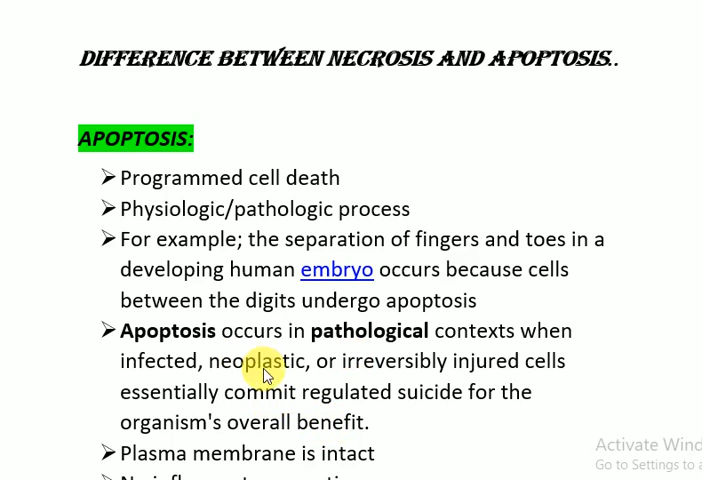 DIFFERENCE BETWEEN NECROSIS AND APOPTOSIS..
APOPTOSIS:
➢ Programmed cell death
➢ Physiologic/pathologic process
➢ For example; the separation of fingers and toes in a
developing human embryo occurs because cells
between the digits undergo apoptosis
➢ Apoptosis occurs in pathological contexts when
infected, neoplastic, or irreversibly injured cells
essentially commit regulated suicide for the
organism's overall benefit.
➢ Plasma membrane is intact
Activate Wind
Go to Settings to a